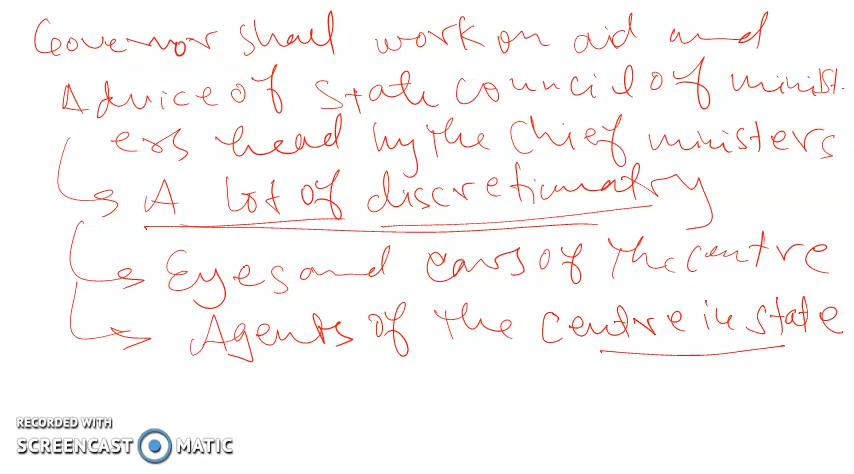 Governor shall work on aid and
Advice of State council of minist
ers head by the Chief ministers
A lot of discretionatry
Eyes and ears of the centre
Agents of the centre in state
RECORDED WITH
SCREENCAST MATIC